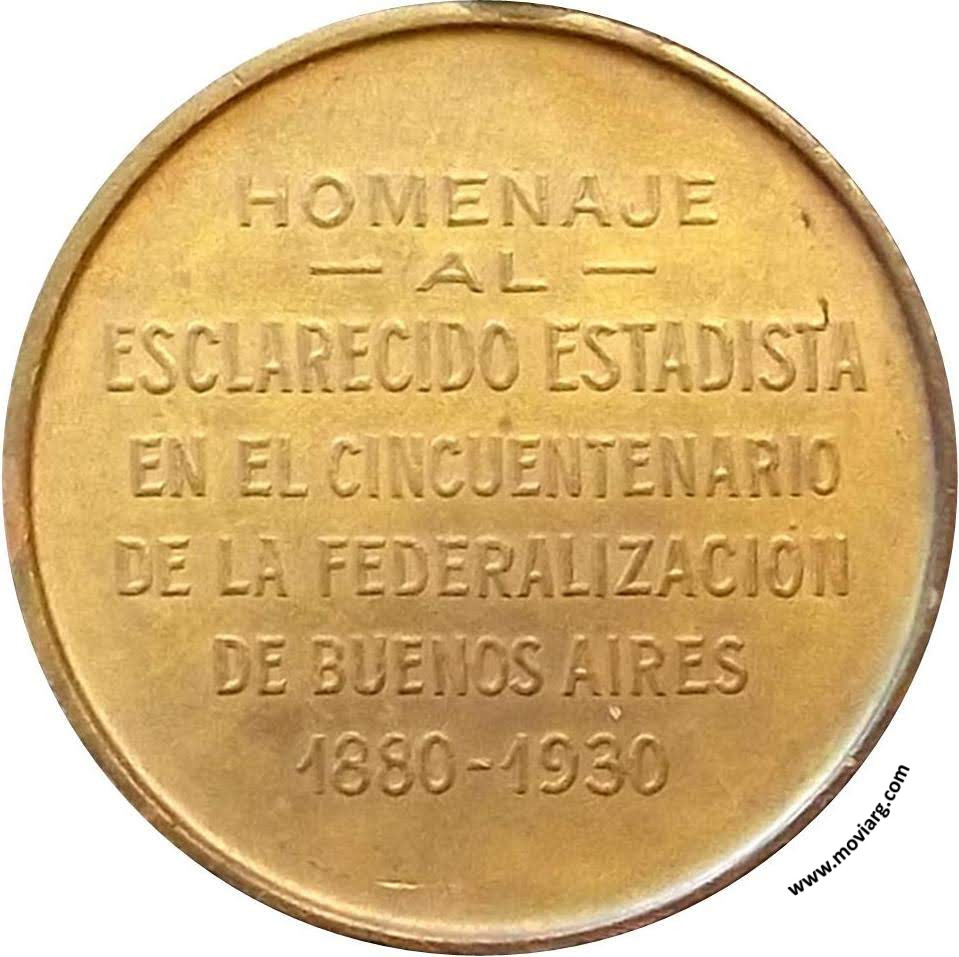 HOMENAJE
— AL —
ESCLARECIDO ESTADISTA
EN EL CINCUENTENARIO
DE LA FEDERALIZACIÓN
DE BUENOS AIRES
1880-1930
www.moviarg.com